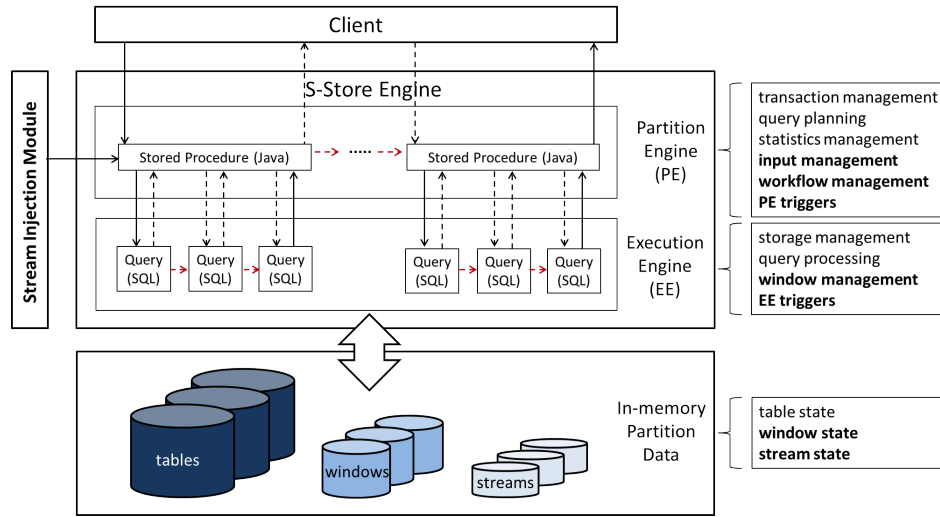 Client
Stream Injection Module
S-Store Engine
Stored Procedure (Java)
.....
Stored Procedure (Java)
Partition
Engine
(PE)
transaction management
query planning
statistics management
input management
workflow management
PE triggers
Query
(SQL)
Query
(SQL)
Query
(SQL)
Query
(SQL)
Query
(SQL)
Query
(SQL)
Execution
Engine
(EE)
storage management
query processing
window management
EE triggers
tables
windows
streams
In-memory
Partition
Data
table state
window state
stream state